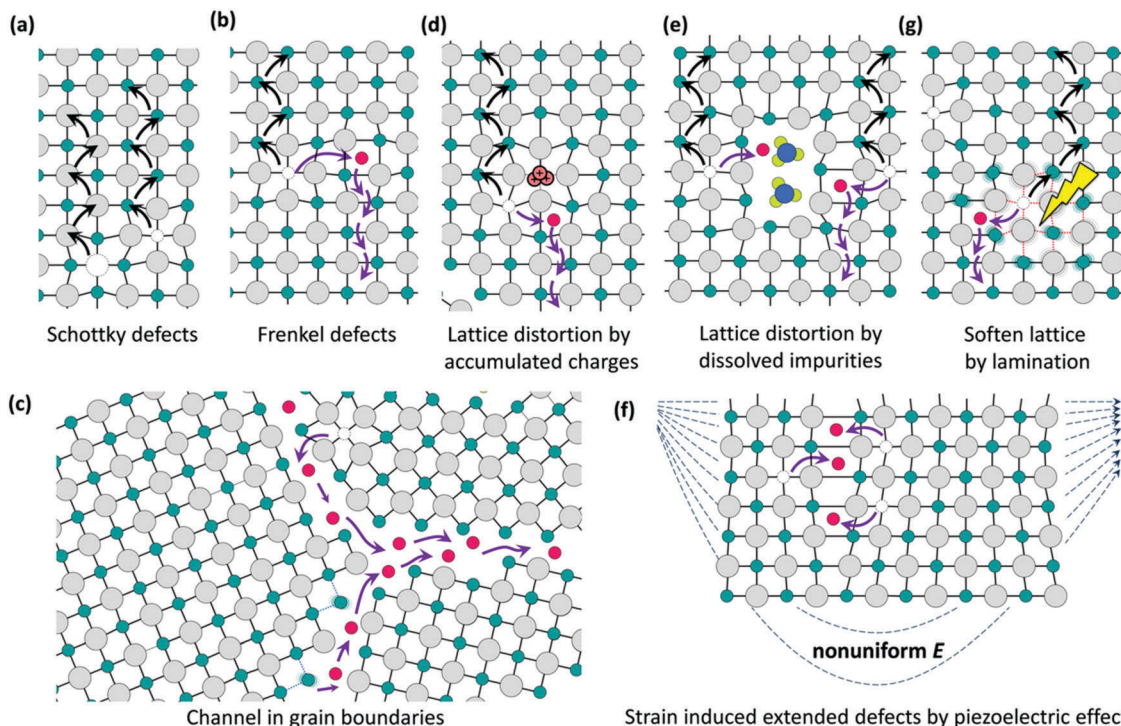 (a)
(b)
(d)
(e)
(g)
Schottky defects
Frenkel defects
Lattice distortion by
accumulated charges
Lattice distortion by
dissolved impurities
Soften lattice
by lamination
(c)
(f)
+ + +
nonuniform E
Channel in grain boundaries
Strain induced extended defects by piezoelectric effec